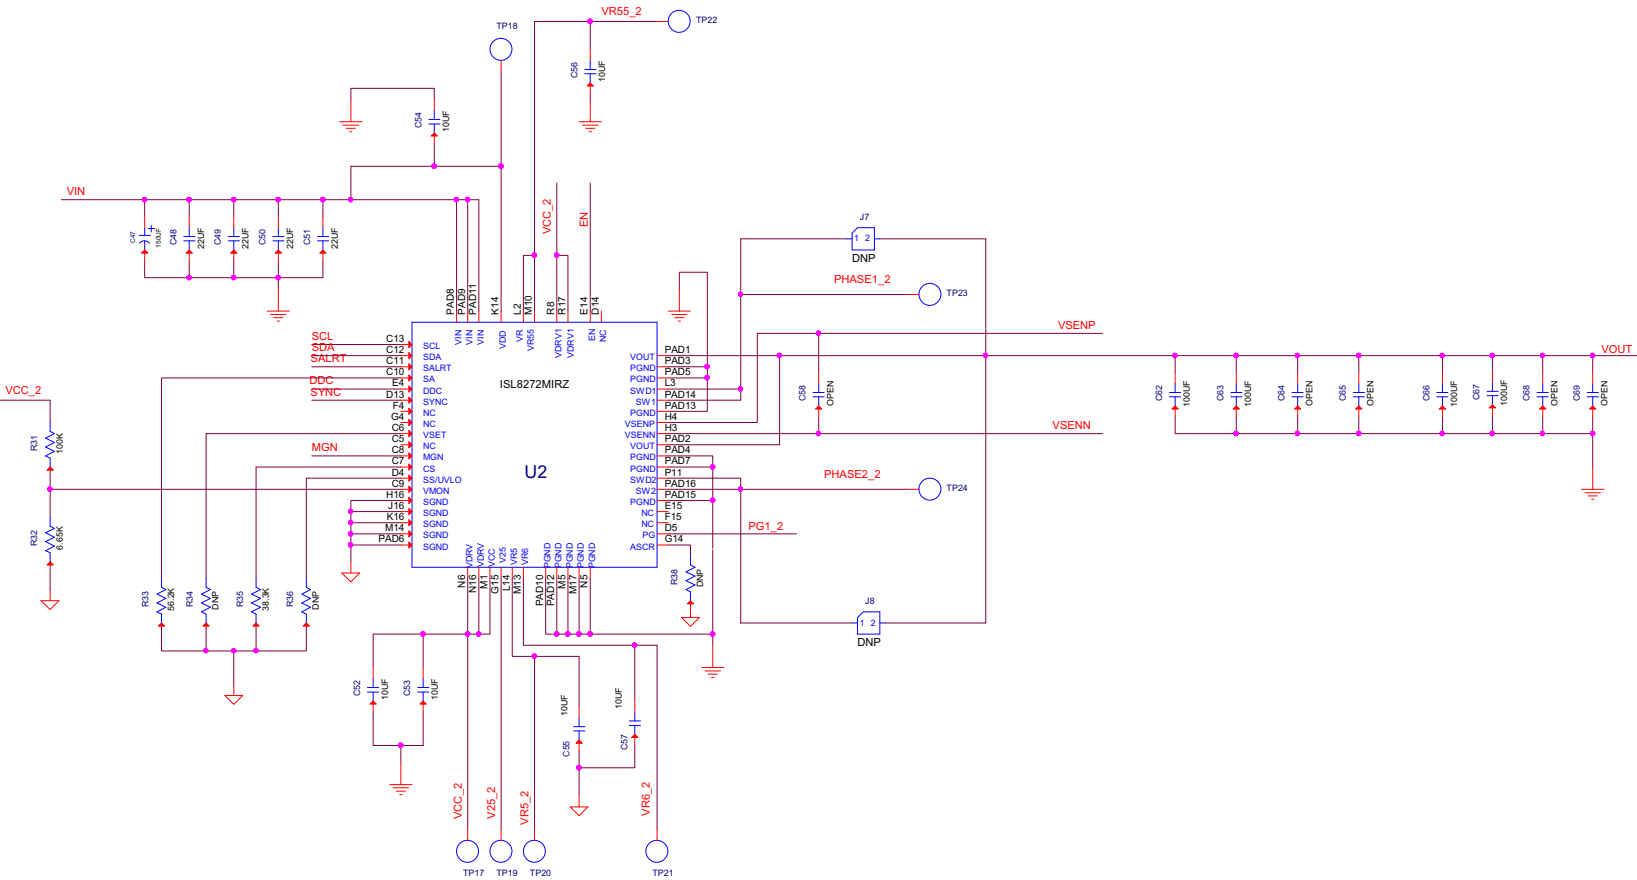 VR55_2
TP22
TP18
C56
10UF
C54
10UF
VIN
C47
150UF
C48
22UF
C49
22UF
C50
22UF
C51
22UF
VCC_2
EN
J7
1 2
DNP
PHASE1_2
TP23
VSENP
VOUT
PAD8
PAD9
PAD11
K14
L2
M10
R8
R17
E14
D14
VIN
VIN
VIN
VDD
VR
VR55
VDRV1
VDRV1
EN
NC
ISL8272MIRZ
U2
SCL
SDA
SALRT
DDC
SYNC
MGN
VCC_2
C13
C12
C11
C10
E4
D13
F4
G4
C6
C5
C8
C7
D4
C9
H16
J16
K16
M14
PAD6
SCL
SDA
SALRT
SA
DDC
SYNC
NC
NC
VSET
NC
MGN
CS
SS/UVLO
VMON
SGND
SGND
SGND
SGND
SGND
VOUT
PGND
PGND
SWD1
SW1
PGND
VSENP
VSENN
VOUT
PGND
PGND
SWD2
SW2
PGND
NC
NC
PG
ASCR
PAD1
PAD3
PAD5
L3
PAD14
PAD13
H4
H3
PAD2
PAD4
PAD7
P11
PAD16
PAD15
E15
F15
D5
G14
C58
OPEN
VSENN
C62
100UF
C63
100UF
C64
OPEN
C65
OPEN
C66
100UF
C67
100UF
C68
OPEN
C69
OPEN
PHASE2_2
TP24
PG1_2
R31
100K
R32
6.65K
R33
56.2K
R34
DNP
R35
38.3K
R36
DNP
R38
DNP
VDRV
VDRV
VCC
V25
VR5
VR6
PGND
PGND
PGND
PGND
PGND
N6
N16
M1
G15
L14
M13
PAD10
PAD12
M5
M17
N5
J8
1 2
DNP
C52
10UF
C53
10UF
10UF
C55
10UF
C57
VCC_2
V25_2
VR5_2
VR6_2
TP17
TP19
TP20
TP21